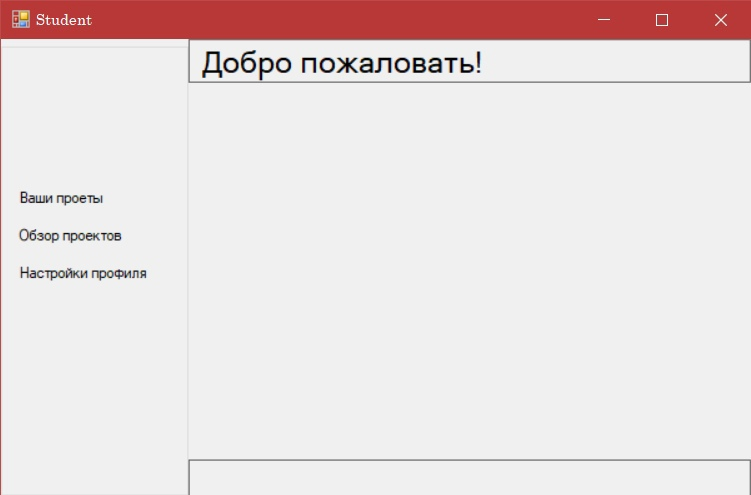 Student
Добро пожаловать!
Ваши проеты
Обзор проектов
Настройки профиля